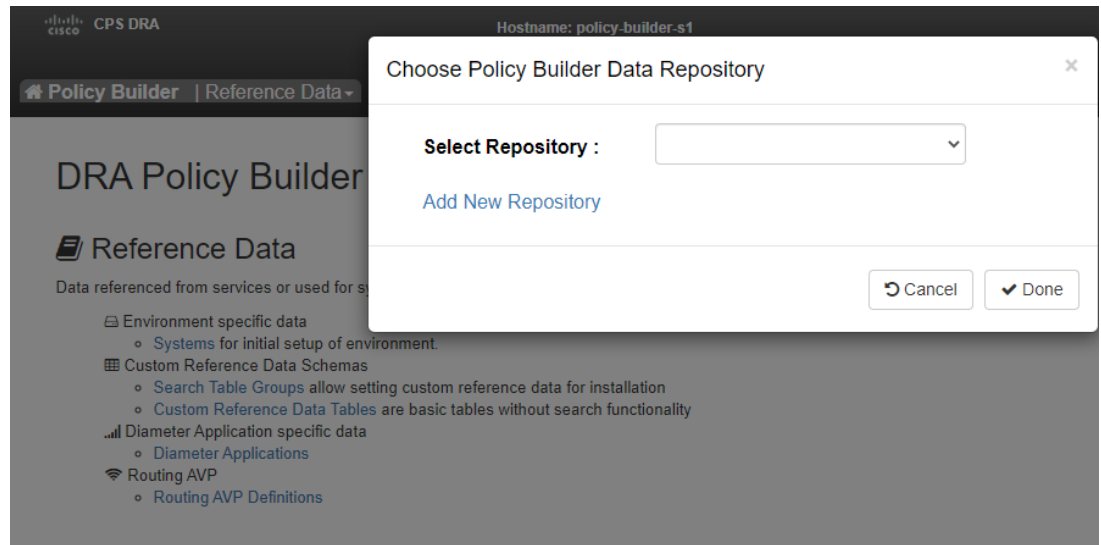 cisco CPS DRA
Hostname: policy-builder-s1
Policy Builder | Reference Data
Choose Policy Builder Data Repository ×
Select Repository :
Add New Repository
Cancel Done
DRA Policy Builder
Reference Data
Data referenced from services or used for
Environment specific data
Systems for initial setup of environment.
Custom Reference Data Schemas
Search Table Groups allow setting custom reference data for installation
Custom Reference Data Tables are basic tables without search functionality
Diameter Application specific data
Diameter Applications
Routing AVP
Routing AVP Definitions